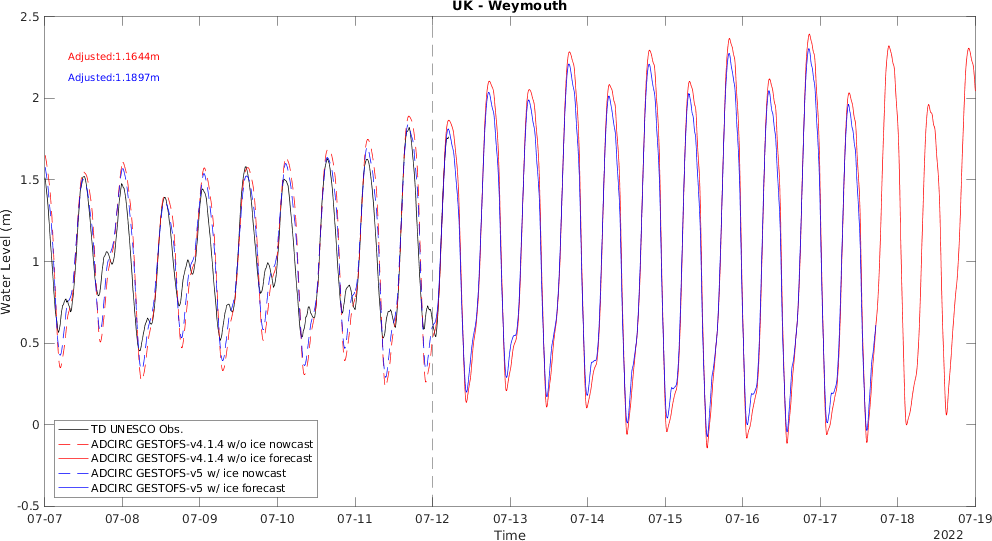 UK - Weymouth
2.5
Adjusted:1.1644m
Adjusted:1.1897m
2
1.5
1
0.5
0
-0.5
Water Level (m)
TD UNESCO Obs.
ADCIRC GESTOFS-v4.1.4 w/o ice nowcast
ADCIRC GESTOFS-v4.1.4 w/o ice forecast
ADCIRC GESTOFS-v5 w/ ice nowcast
ADCIRC GESTOFS-v5 w/ ice forecast
07-07 07-08 07-09 07-10 07-11 07-12 07-13 07-14 07-15 07-16 07-17 07-18 07-19
Time
2022